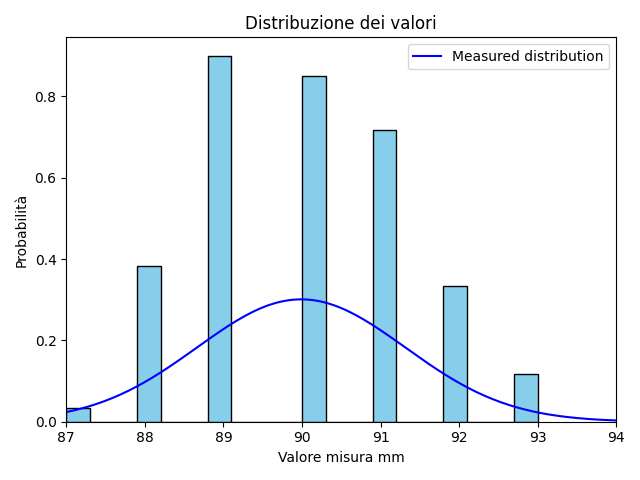 Distribuzione dei valori
Measured distribution
Probabilità
0.8
0.6
0.4
0.2
0.0
87 88 89 90 91 92 93 94
Valore misura mm